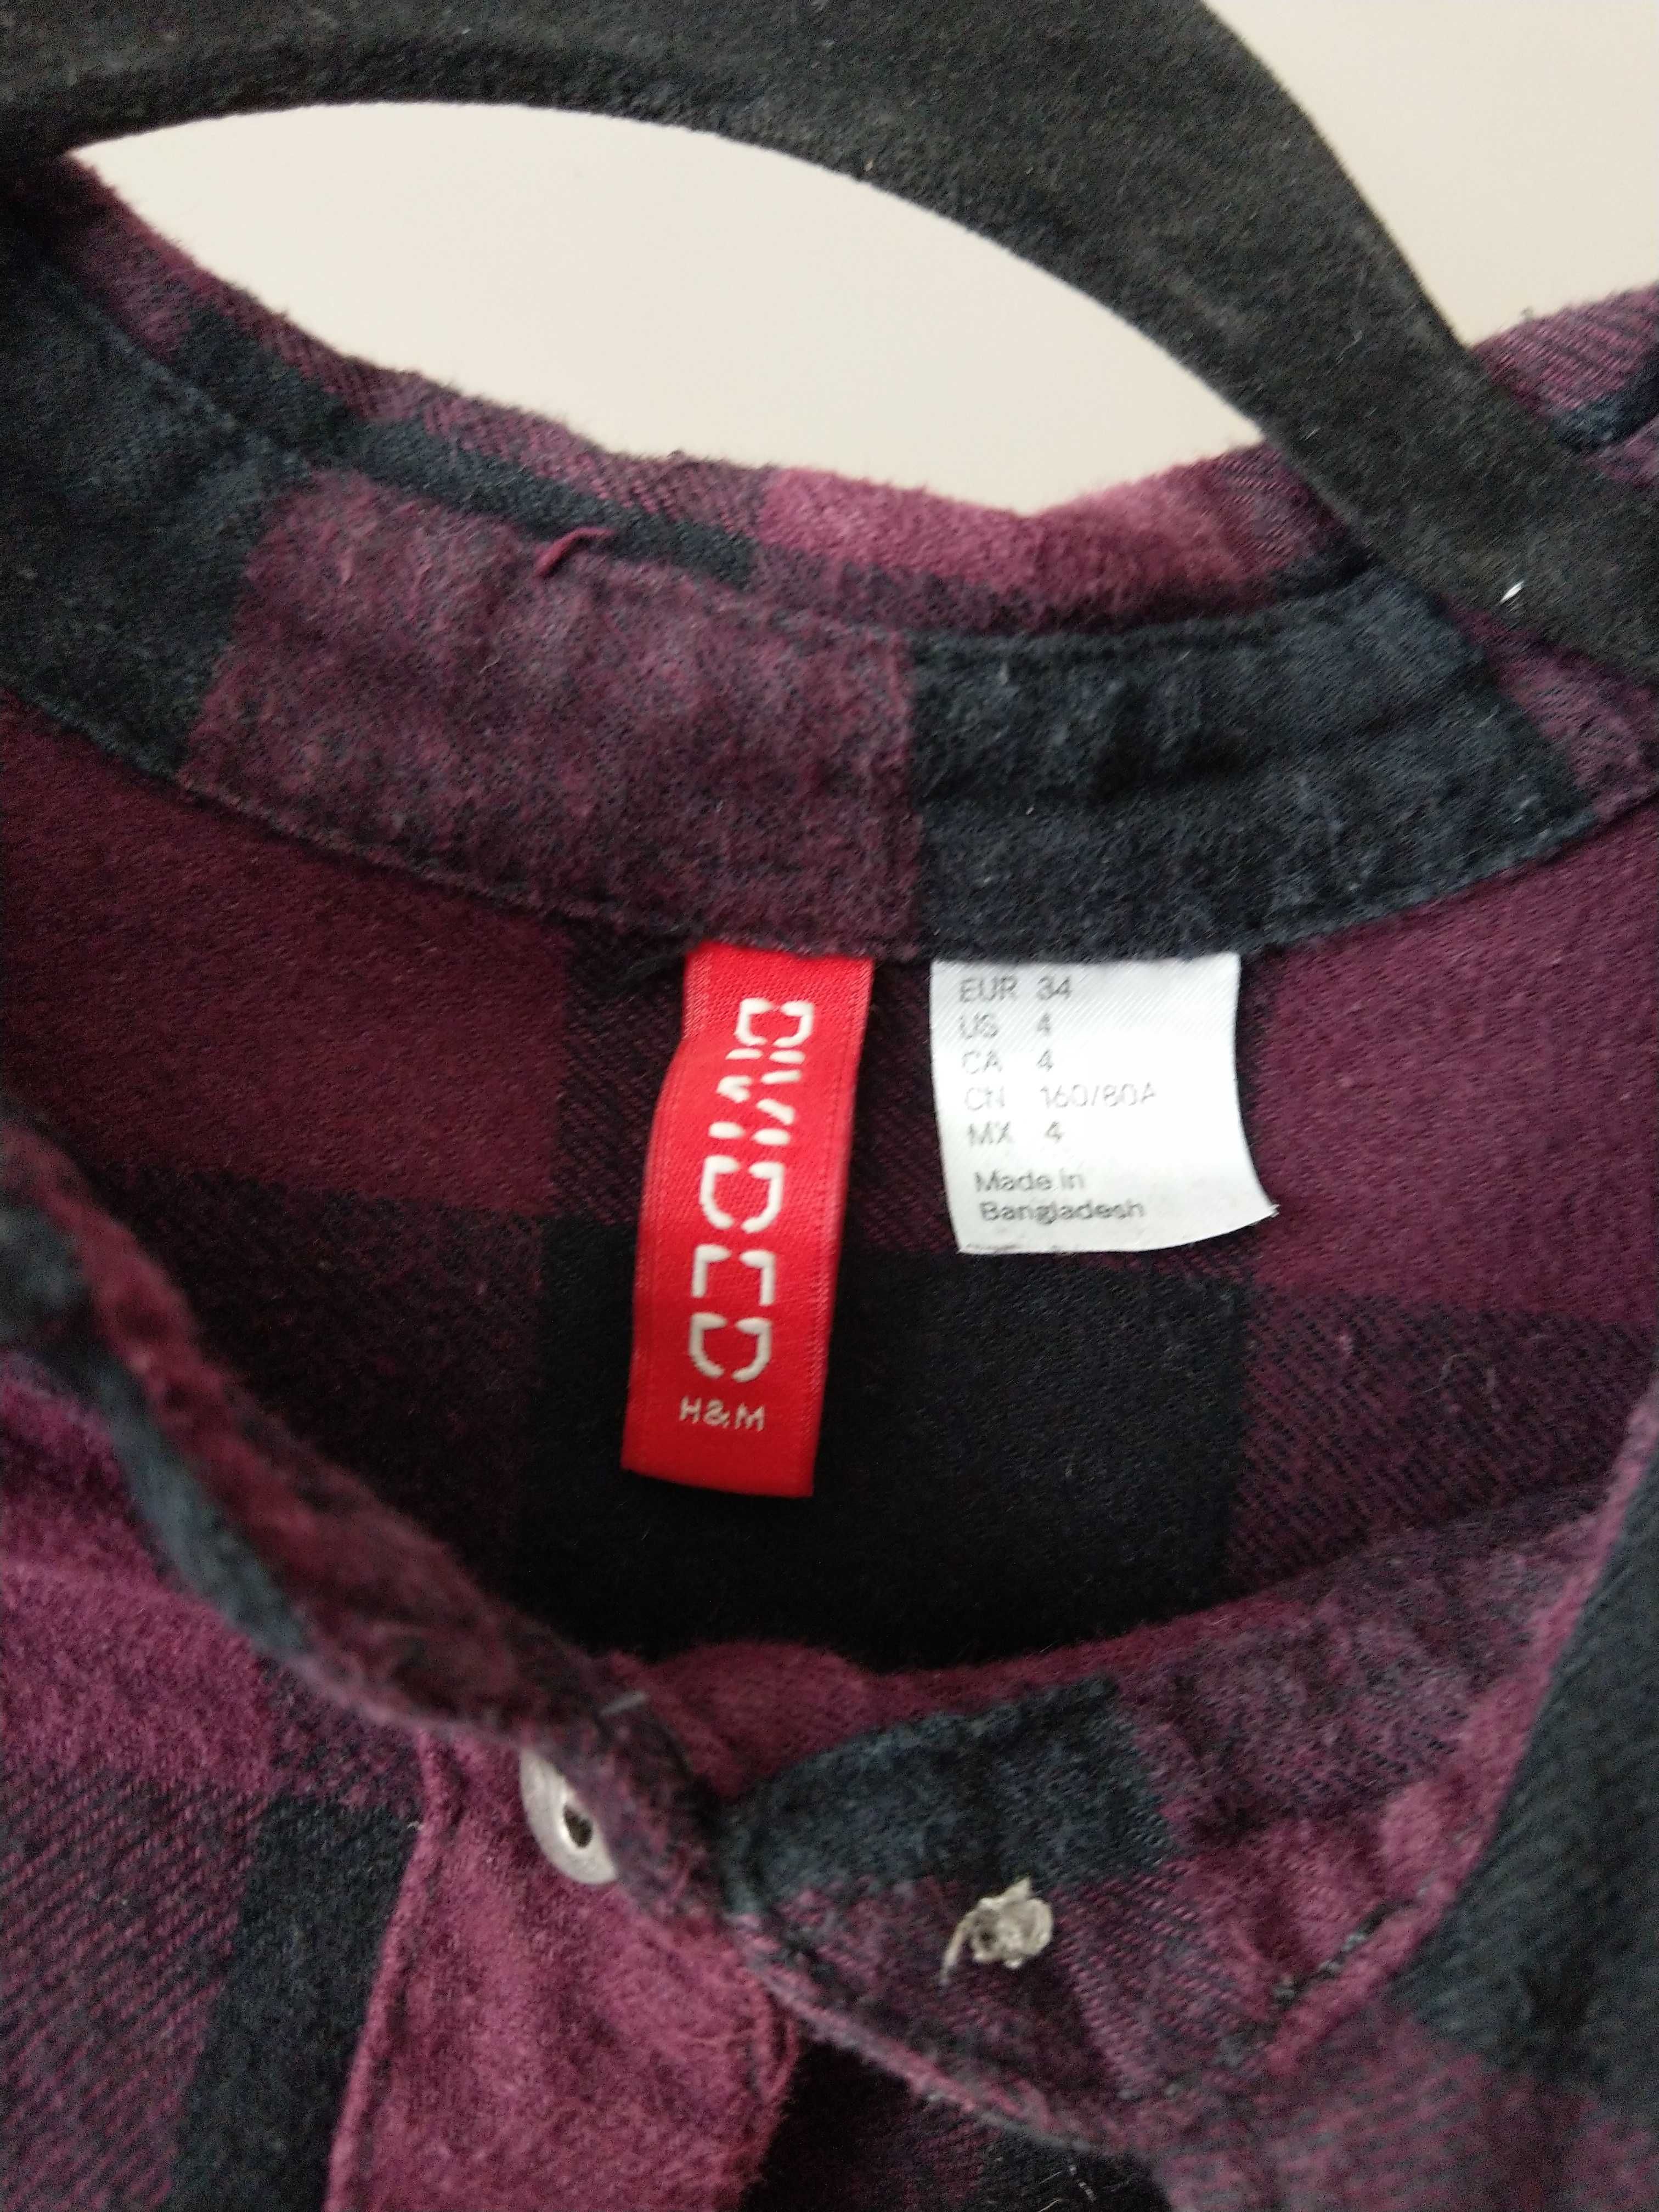 DIVIDED
H&M
EUR 34
US 4
CA 4
CN 160/80A
MX 4
Made in
Bangladesh